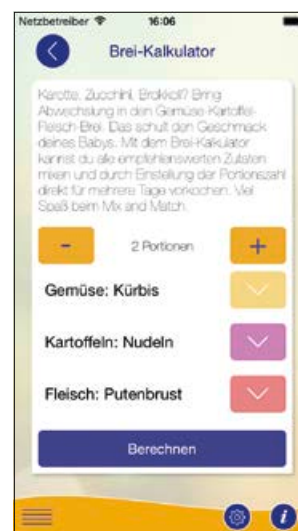 Netzbetreiber 16:06
Brei-Kalkulator
Karotte, Zucchini, Brokkoli? Bring
Abwechslung in den Gemüse-Kartoffel-
Fleisch-Brei. Das schult den Geschmack
deines Babys. Mit dem Brei-Kalkulator
kannst du alle empfehlenswerten Zutaten
mixen und durch Einstellung der Portionszahl
direkt für mehrere Tage vorkochen. Viel
Spaß beim Mix and Match.
- 2 Portionen +
Gemüse: Kürbis
Kartoffeln: Nudeln
Fleisch: Putenbrust
Berechnen
i